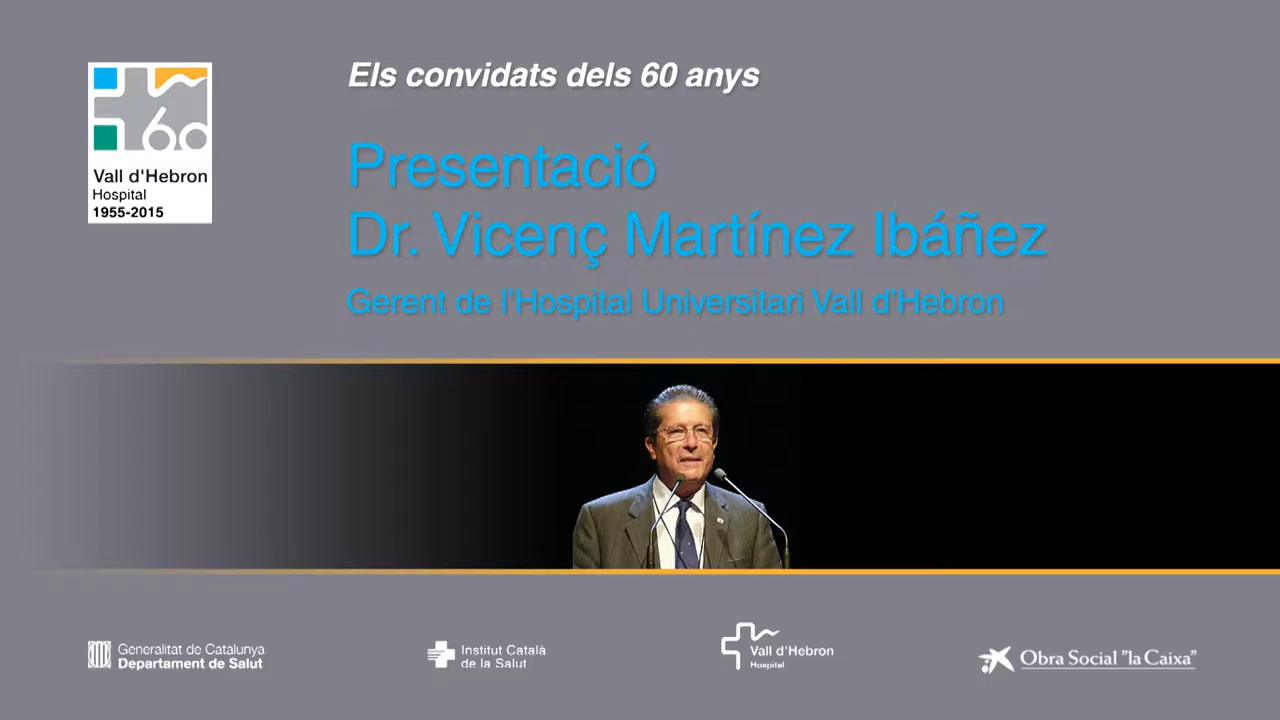 Els convidats dels 60 anys
60
Vall d'Hebron
Hospital
1955-2015
Presentació
Dr. Vicenç Martínez Ibáñez
Gerent de l'Hospital Universitari Vall d'Hebron
Generalitat de Catalunya
Departament de Salut
Institut Català
de la Salut
Vall d'Hebron
Hospital
Obra Social "la Caixa"